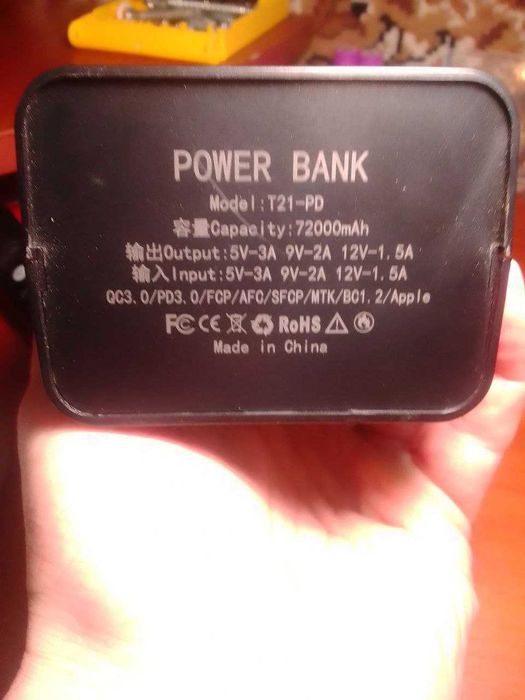 POWER BANK
Model:T21-PD
容量Capacity:72000mAh
输出Output:5V-3A 9V-2A 12V-1.5A
输入Input:5V-3A 9V-2A 12V-1.5A
QC3.0/PD3.0/FCP/AFC/SFCP/MTK/BC1.2/Apple
FC CE RoHS
Made in China